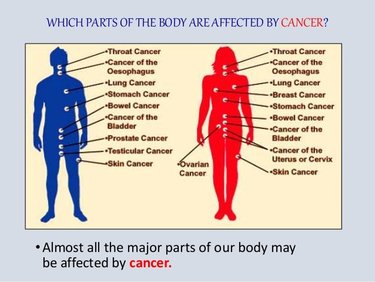 WHICH PARTS OF THE BODY ARE AFFECTED BY CANCER?
•Throat Cancer
•Cancer of the
Oesophagus
•Lung Cancer
•Stomach Cancer
•Bowel Cancer
•Cancer of the
Bladder
•Prostate Cancer
•Testicular Cancer
•Skin Cancer
•Throat Cancer
•Cancer of the
Oesophagus
•Lung Cancer
•Breast Cancer
•Stomach Cancer
•Bowel Cancer
•Cancer of the
Bladder
•Cancer of the
Uterus or Cervix
•Skin Cancer
•Ovarian
Cancer
•Almost all the major parts of our body may
be affected by cancer.